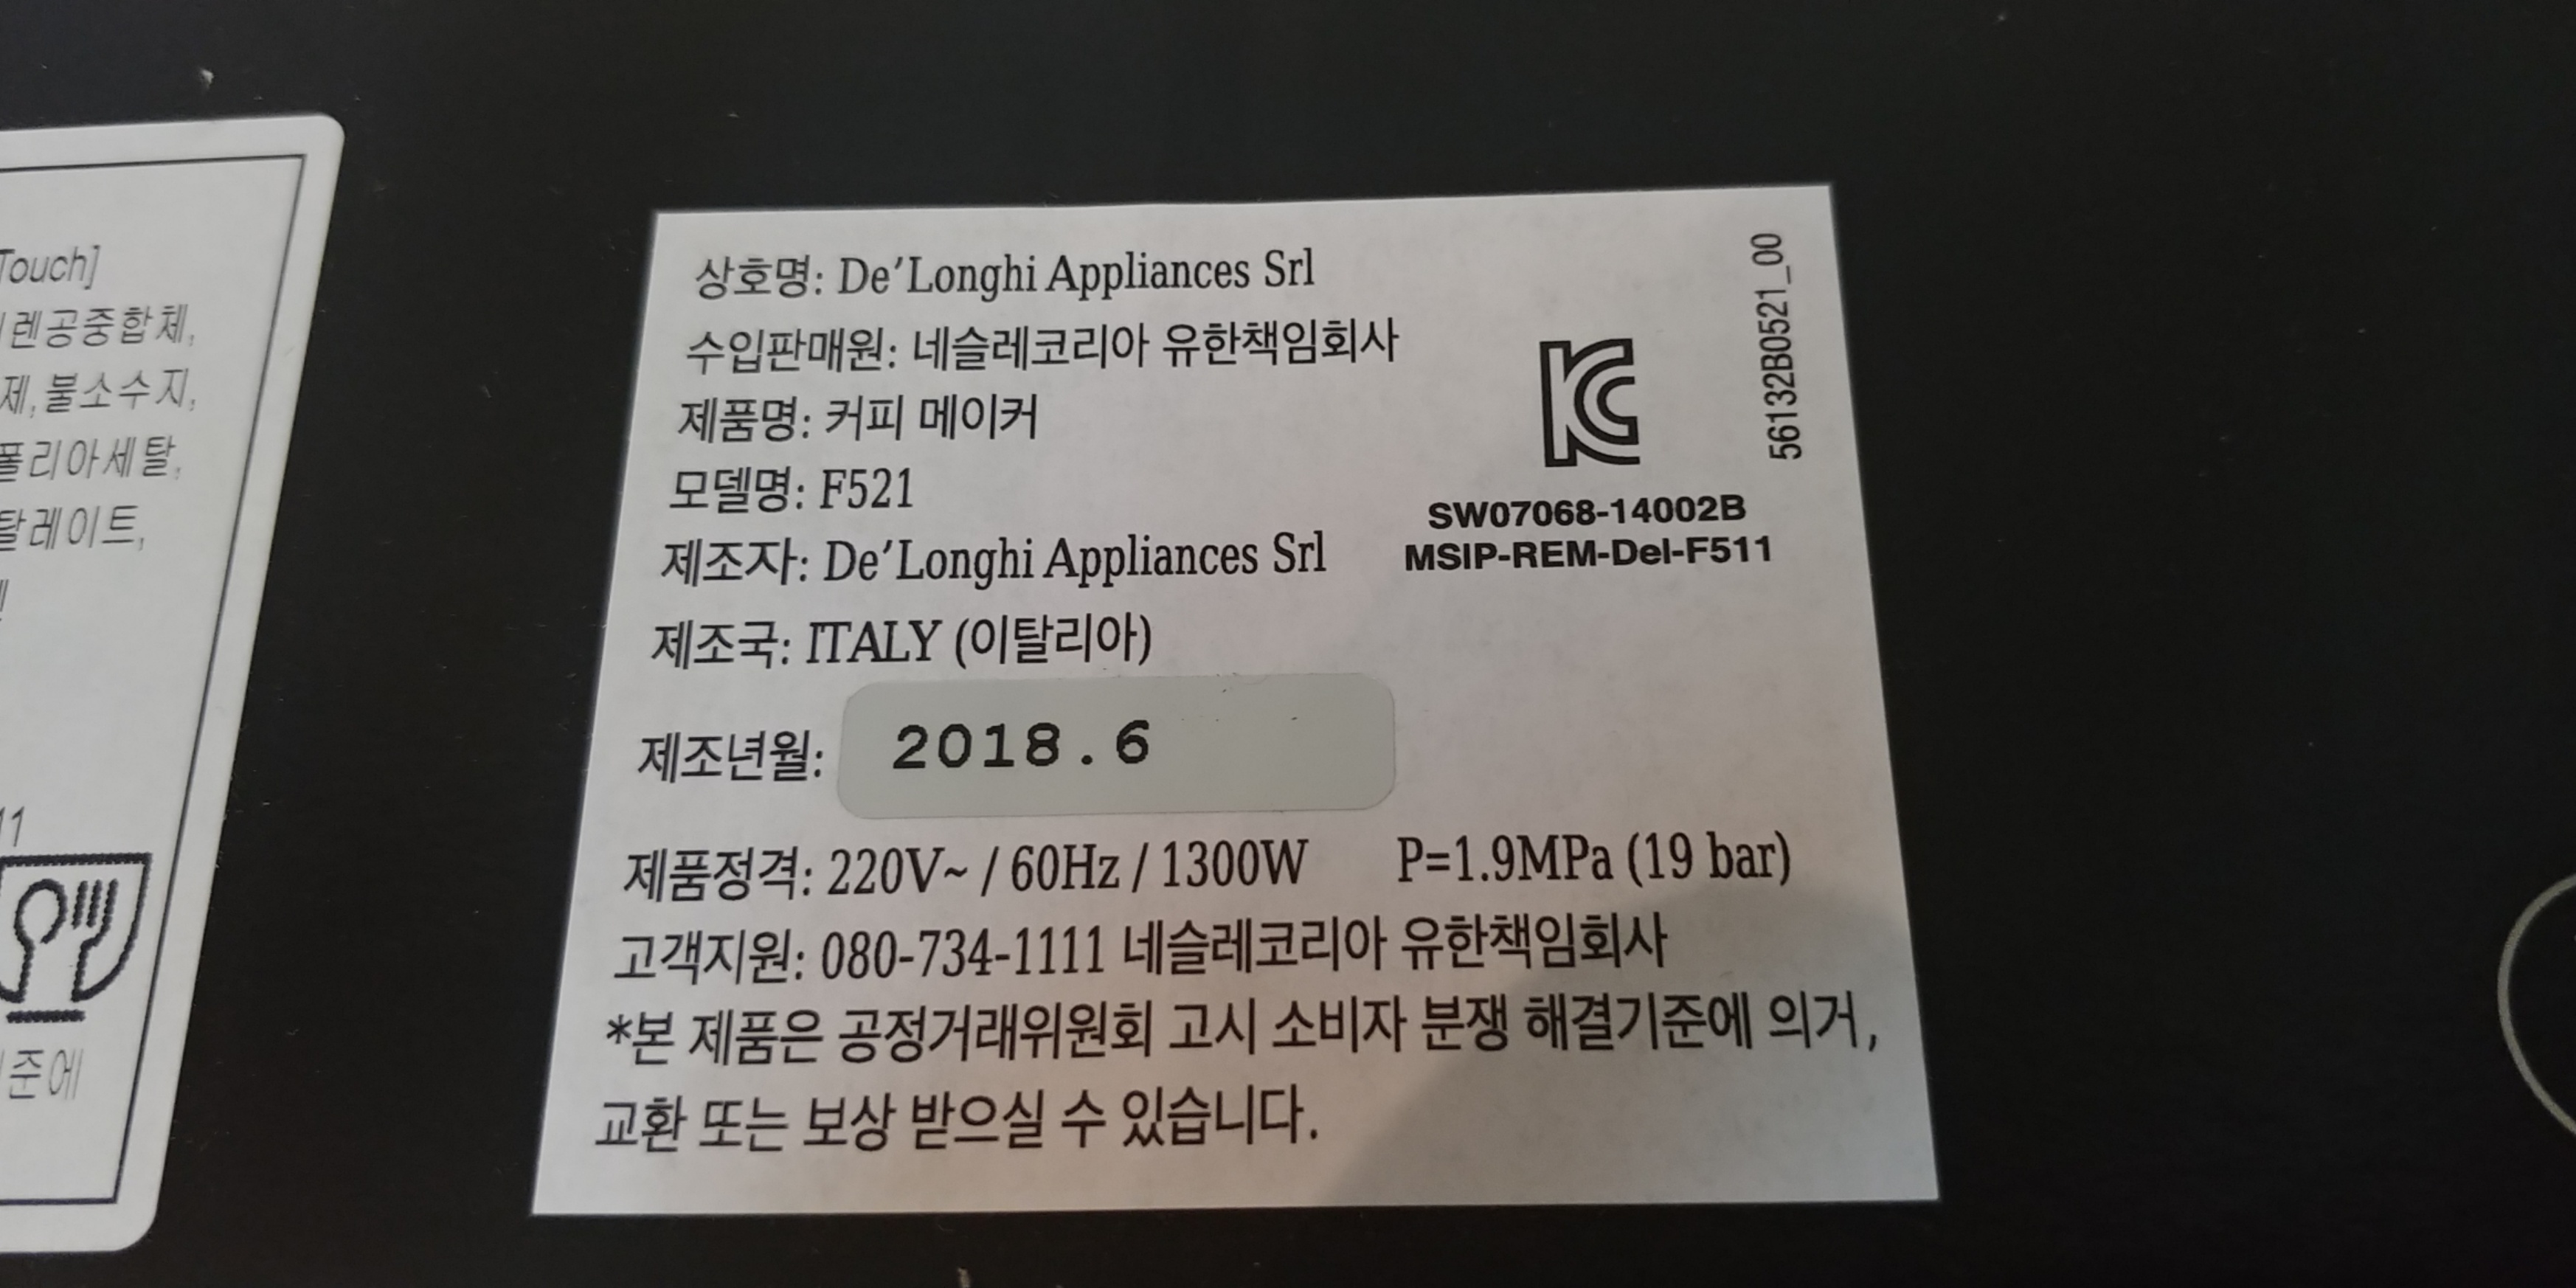 Touch]
렌공중합체,
제,불소수지,
폴리아세탈,
탈레이트,
11
준에
상호명: De'Longhi Appliances Srl
수입판매원: 네슬레코리아 유한책임회사
제품명: 커피 메이커
모델명: F521
제조자: De'Longhi Appliances Srl
제조국: ITALY (이탈리아)
제조년월: 2018.6
제품정격: 220V~ / 60Hz / 1300W P=1.9MPa (19 bar)
고객지원: 080-734-1111 네슬레코리아 유한책임회사
*본 제품은 공정거래위원회 고시 소비자 분쟁 해결기준에 의거,
교환 또는 보상 받으실 수 있습니다.
KC
SW07068-14002B
MSIP-REM-Del-F511
56132B0521_00